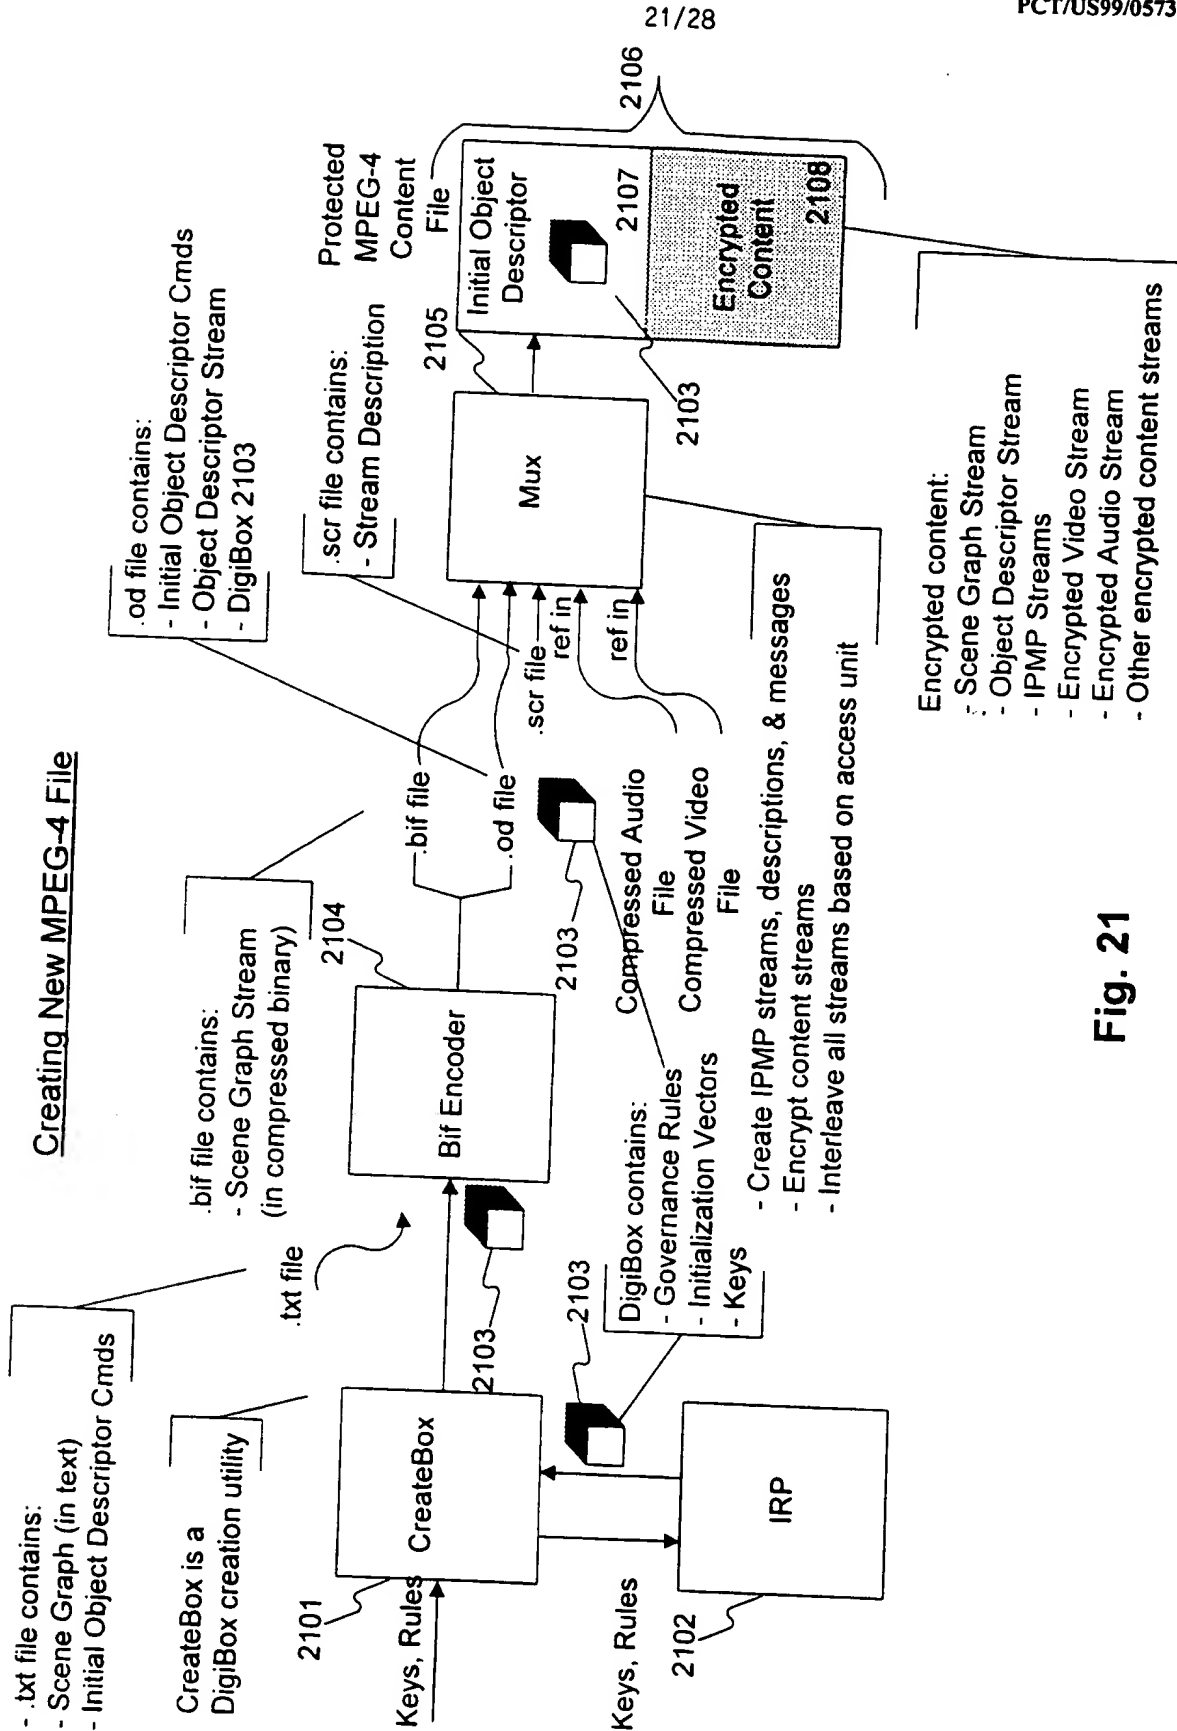 21/28
PCT/US99/0573
Creating New MPEG-4 File
- .txt file contains:
- Scene Graph (in text)
- Initial Object Descriptor Cmds
CreateBox is a
DigiBox creation utility
2101
Keys, Rules
CreateBox
Keys, Rules
2102
IRP
2103
.txt file
2103
.bif file contains:
- Scene Graph Stream
(in compressed binary)
2104
Bif Encoder
DigiBox contains:
- Governance Rules
- Initialization Vectors
- Keys
.bif file
.od file
2103
Compressed Audio
File
Compressed Video
File
.od file contains:
- Initial Object Descriptor Cmds
- Object Descriptor Stream
- DigiBox 2103
.scr file contains:
- Stream Description
.scr file
ref in
ref in
2105
Mux
- Create IPMP streams, descriptions, & messages
- Encrypt content streams
- Interleave all streams based on access unit
Protected
MPEG-4
Content
File
2106
Initial Object
Descriptor
2107
2103
Encrypted
Content
2108
Encrypted content:
- Scene Graph Stream
- Object Descriptor Stream
- IPMP Streams
- Encrypted Video Stream
- Encrypted Audio Stream
- Other encrypted content streams
Fig. 21